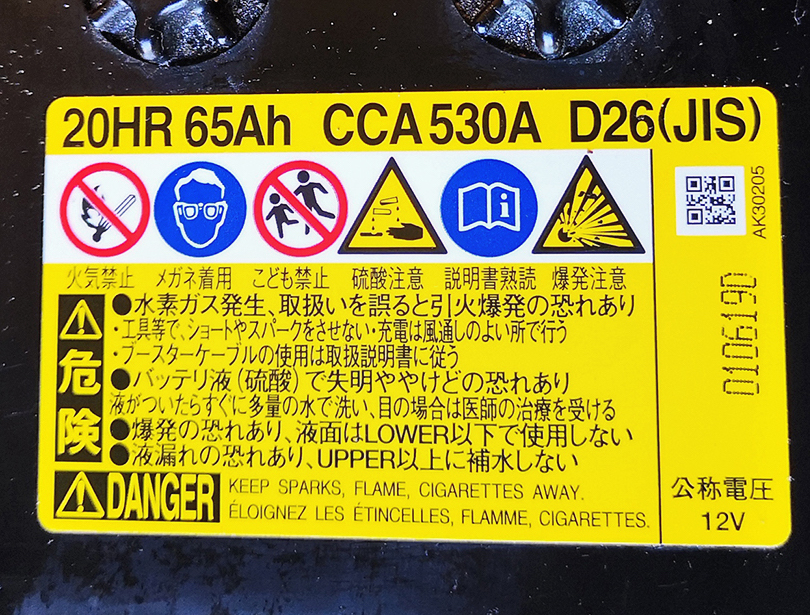 20HR 65Ah CCA 530A D26(JIS)
火気禁止 メガネ着用 こども禁止 硫酸注意 説明書熟読 爆発注意
危険
●水素ガス発生、取扱いを誤ると引火爆発の恐れあり
・工具等で、ショートやスパークをさせない・充電は風通しのよい所で行う
・ブースターケーブルの使用は取扱説明書に従う
●バッテリ液（硫酸）で失明ややけどの恐れあり
液がついたらすぐに多量の水で洗い、目の場合は医師の治療を受ける
●爆発の恐れあり、液面はLOWER以下で使用しない
●液漏れの恐れあり、UPPER以上に補水しない
DANGER
KEEP SPARKS, FLAME, CIGARETTES AWAY.
ÉLOIGNEZ LES ÉTINCELLES, FLAMME, CIGARETTES.
AK30205
010619D
公称電圧
12V